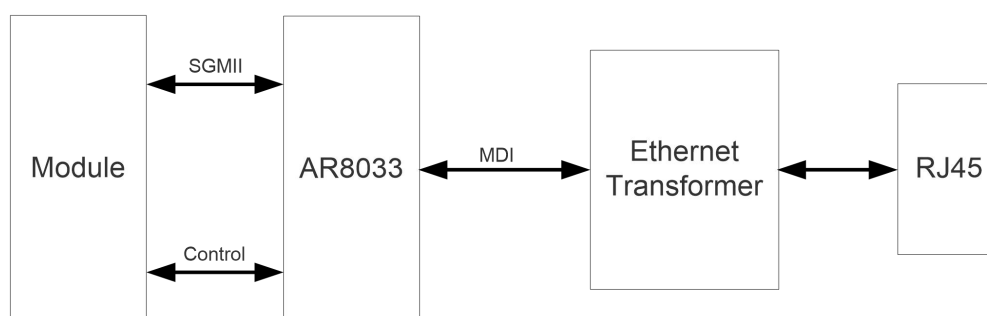 Module
SGMII
Control
AR8033
MDI
Ethernet
Transformer
RJ45